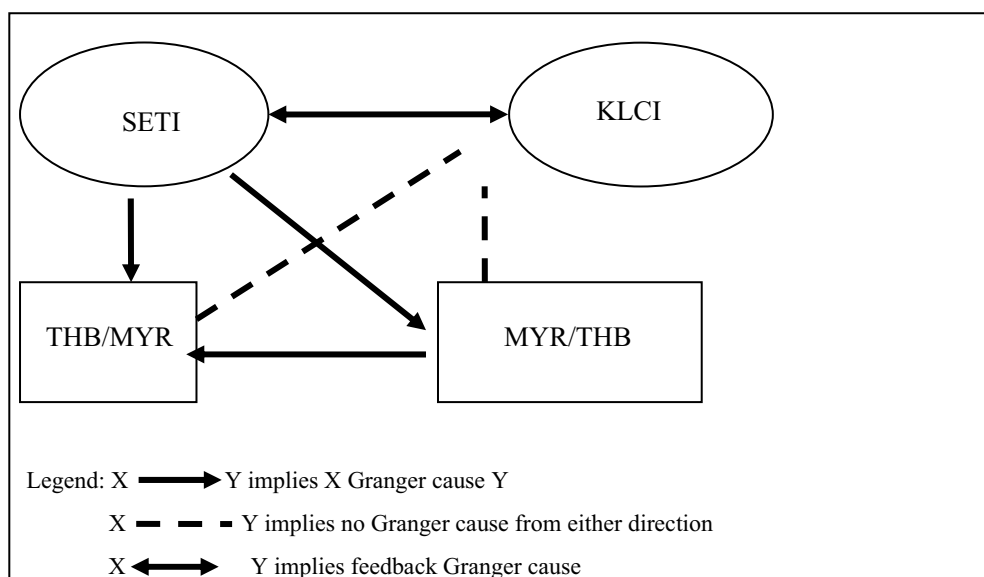 SETI
KLCI
THB/MYR
MYR/THB
Legend: X Y implies X Granger cause Y
X Y implies no Granger cause from either direction
X Y implies feedback Granger cause